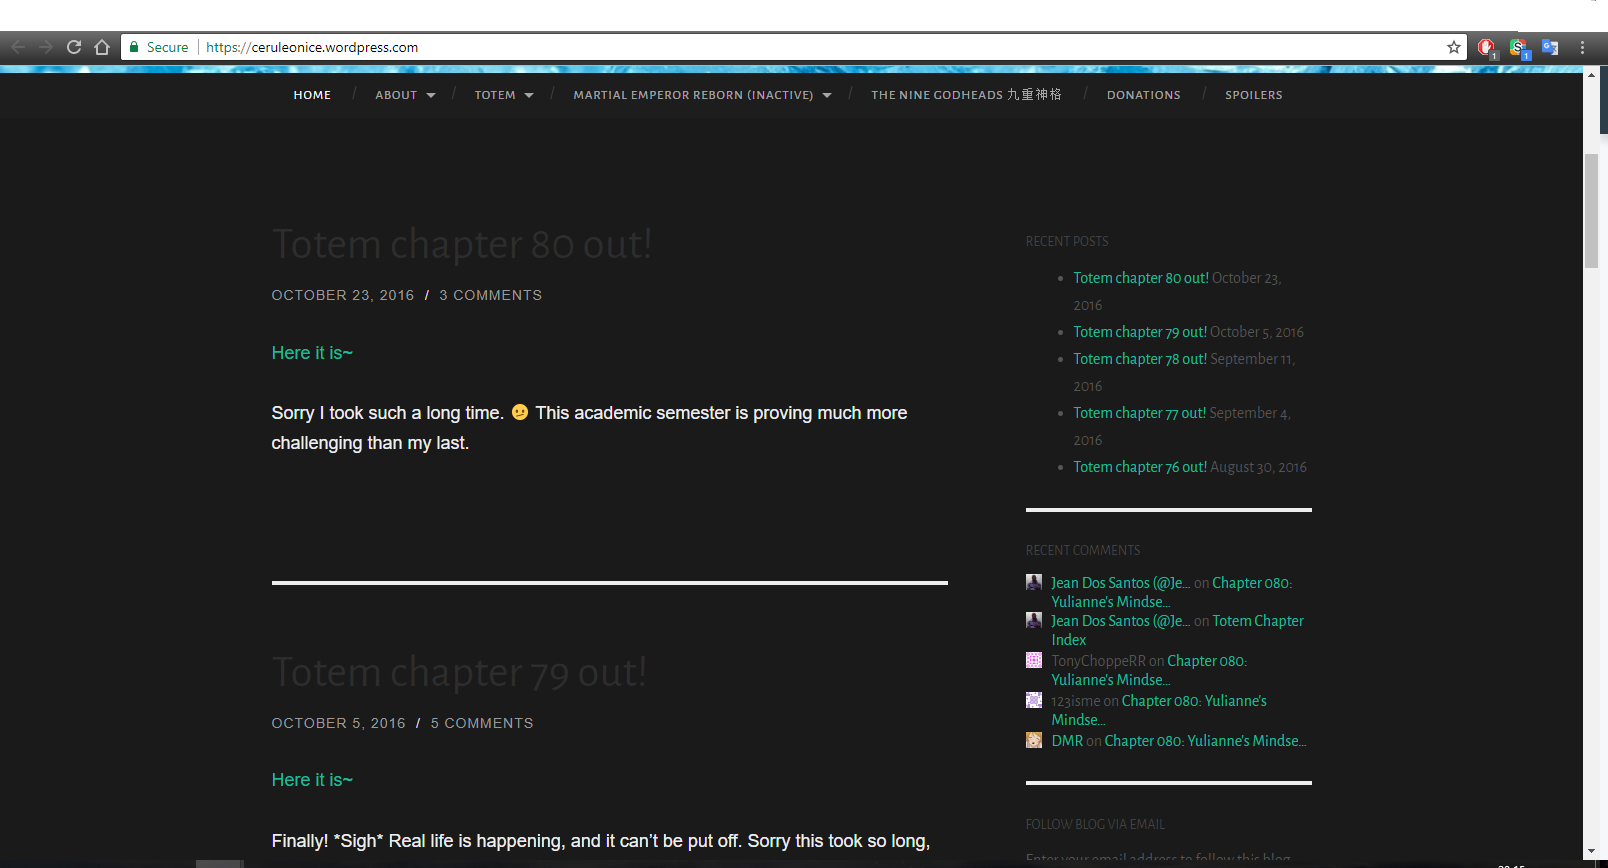 Secure
https://ceruleonice.wordpress.com
HOME / ABOUT / TOTEM / MARTIAL EMPEROR REBORN (INACTIVE) / THE NINE GODHEADS 九重神格 / DONATIONS / SPOILERS
Totem chapter 80 out!
OCTOBER 23, 2016 / 3 COMMENTS
Here it is~
Sorry I took such a long time. 🫤 This academic semester is proving much more
challenging than my last.
Totem chapter 79 out!
OCTOBER 5, 2016 / 5 COMMENTS
Here it is~
Finally! *Sigh* Real life is happening, and it can’t be put off. Sorry this took so long,
RECENT POSTS
Totem chapter 80 out! October 23,
2016
Totem chapter 79 out! October 5, 2016
Totem chapter 78 out! September 11,
2016
Totem chapter 77 out! September 4,
2016
Totem chapter 76 out! August 30, 2016
RECENT COMMENTS
Jean Dos Santos (@Je… on Chapter 080:
Yulianne's Mindse…
Jean Dos Santos (@Je… on Totem Chapter
Index
TonyChoppeRR on Chapter 080:
Yulianne's Mindse…
123isme on Chapter 080: Yulianne's
Mindse…
DMR on Chapter 080: Yulianne's Mindse…
FOLLOW BLOG VIA EMAIL
Enter your email address to follow this blog